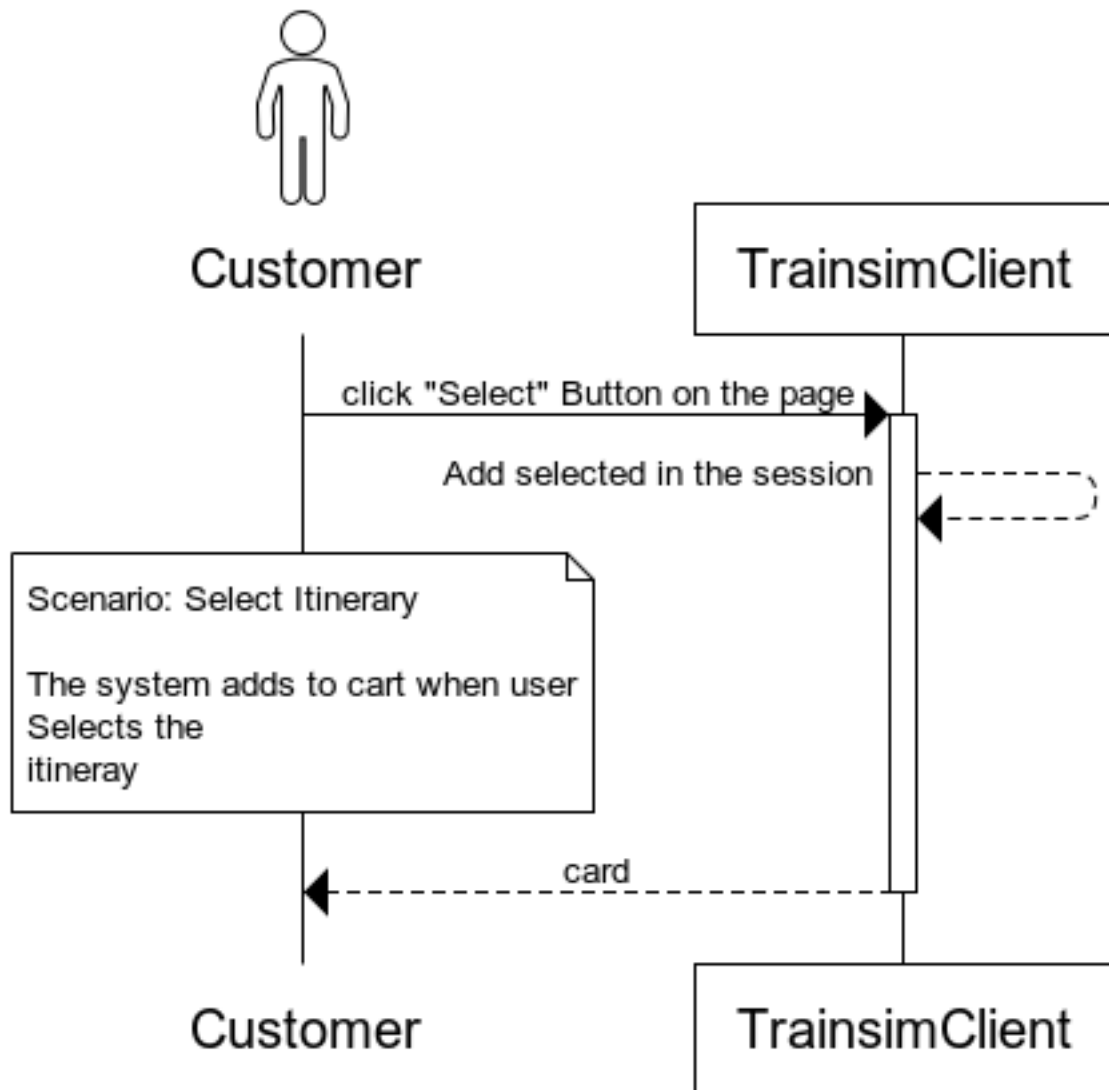 Customer
TrainsimClient
click "Select" Button on the page
Add selected in the session
Scenario: Select Itinerary
The system adds to cart when user
Selects the
itineray
card
Customer
TrainsimClient